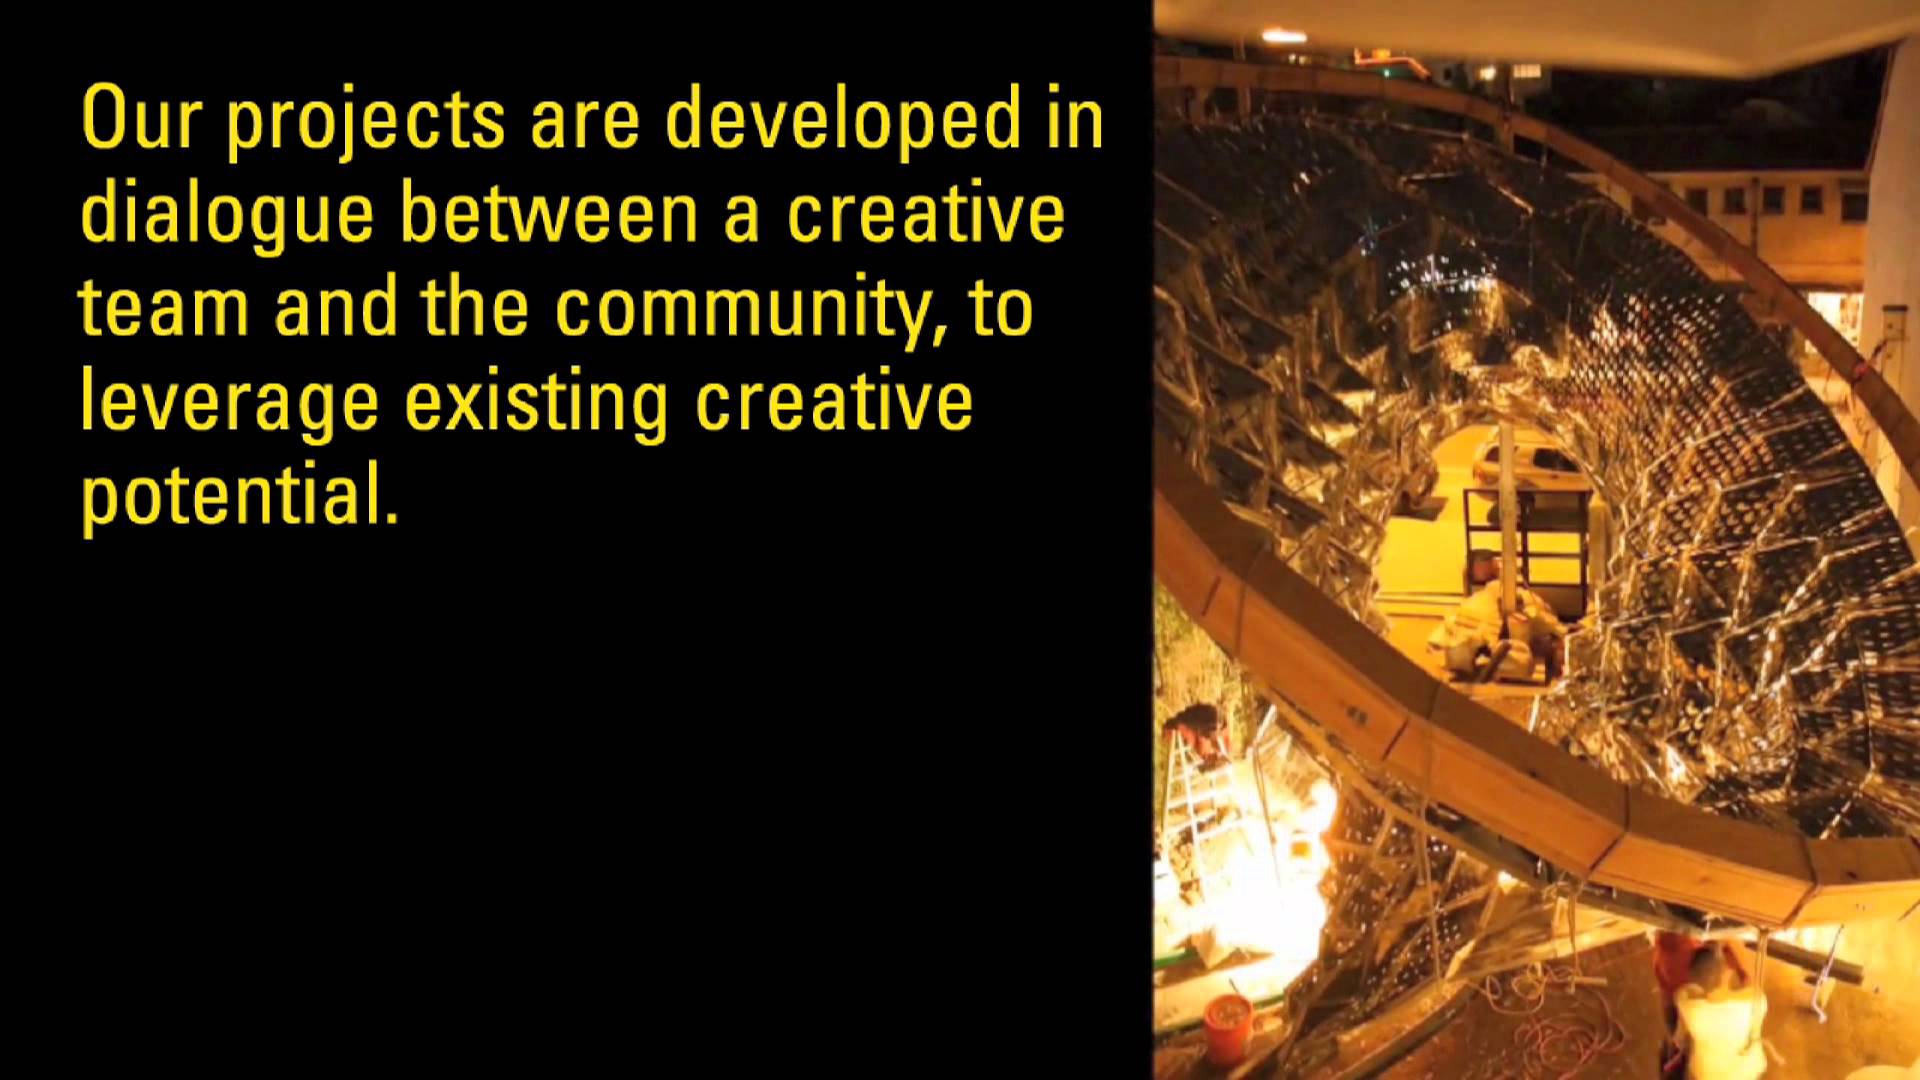 Our projects are developed in
dialogue between a creative
team and the community, to
leverage existing creative
potential.